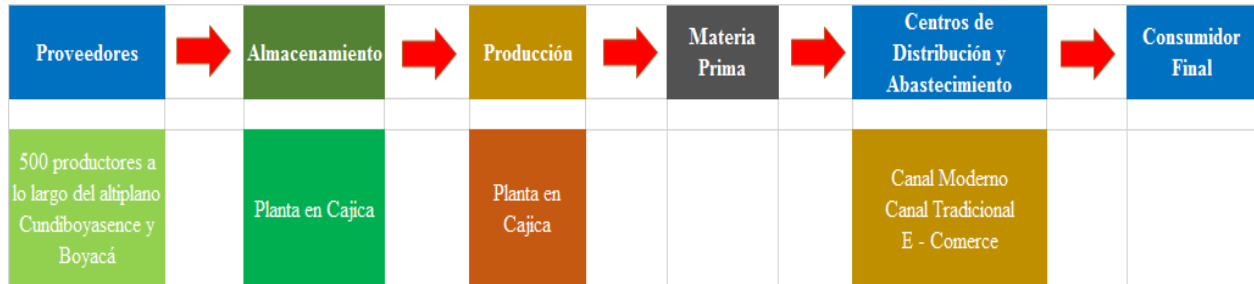 Proveedores
Almacenamiento
Producción
Materia
Prima
Centros de
Distribución y
Abastecimiento
Consumidor
Final
500 productores a
lo largo del altiplano
Cundiboyasence y
Boyacá
Planta en Cajica
Planta en
Cajica
Canal Moderno
Canal Tradicional
E - Comerce